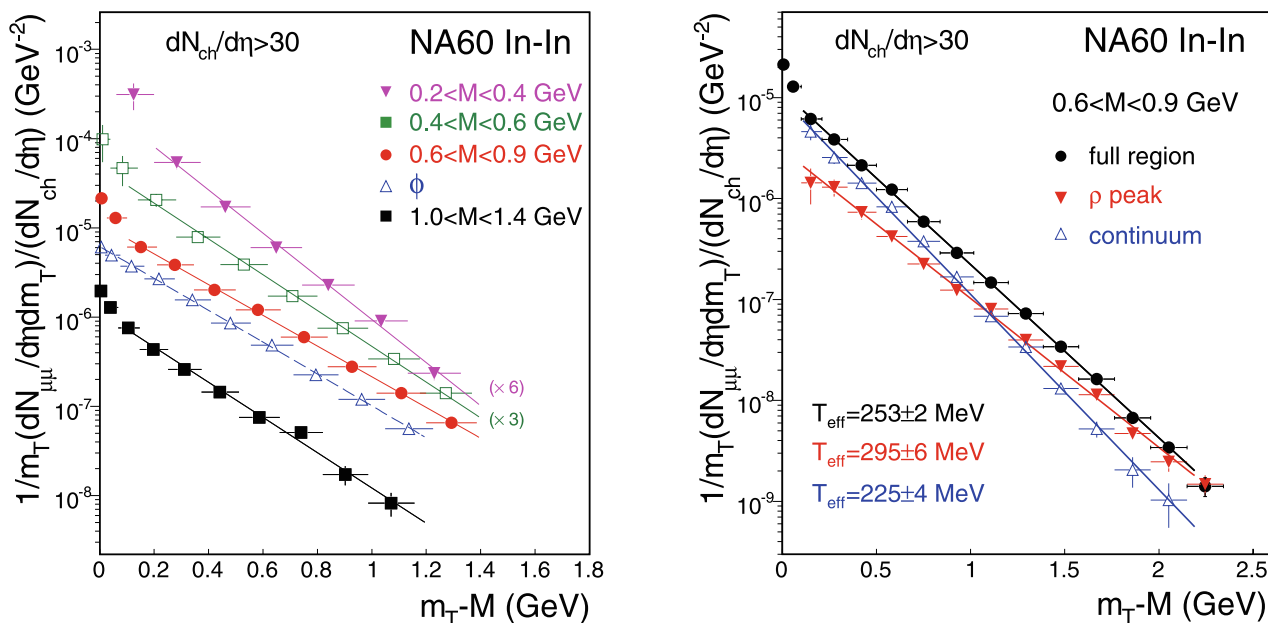 1/m_T(dN_μμ/dηdm_T)/(dN_ch/dη) (GeV^-2)
10^-3
10^-4
10^-5
10^-6
10^-7
10^-8
dN_ch/dη>30
NA60 In-In
0.2<M<0.4 GeV
0.4<M<0.6 GeV
0.6<M<0.9 GeV
ϕ
1.0<M<1.4 GeV
(× 6)
(× 3)
0 0.2 0.4 0.6 0.8 1 1.2 1.4 1.6 1.8
m_T-M (GeV)
1/m_T(dN_μμ/dηdm_T)/(dN_ch/dη) (GeV^-2)
10^-5
10^-6
10^-7
10^-8
10^-9
dN_ch/dη>30
NA60 In-In
0.6<M<0.9 GeV
full region
ρ peak
continuum
T_eff=253±2 MeV
T_eff=295±6 MeV
T_eff=225±4 MeV
0 0.5 1 1.5 2 2.5
m_T-M (GeV)